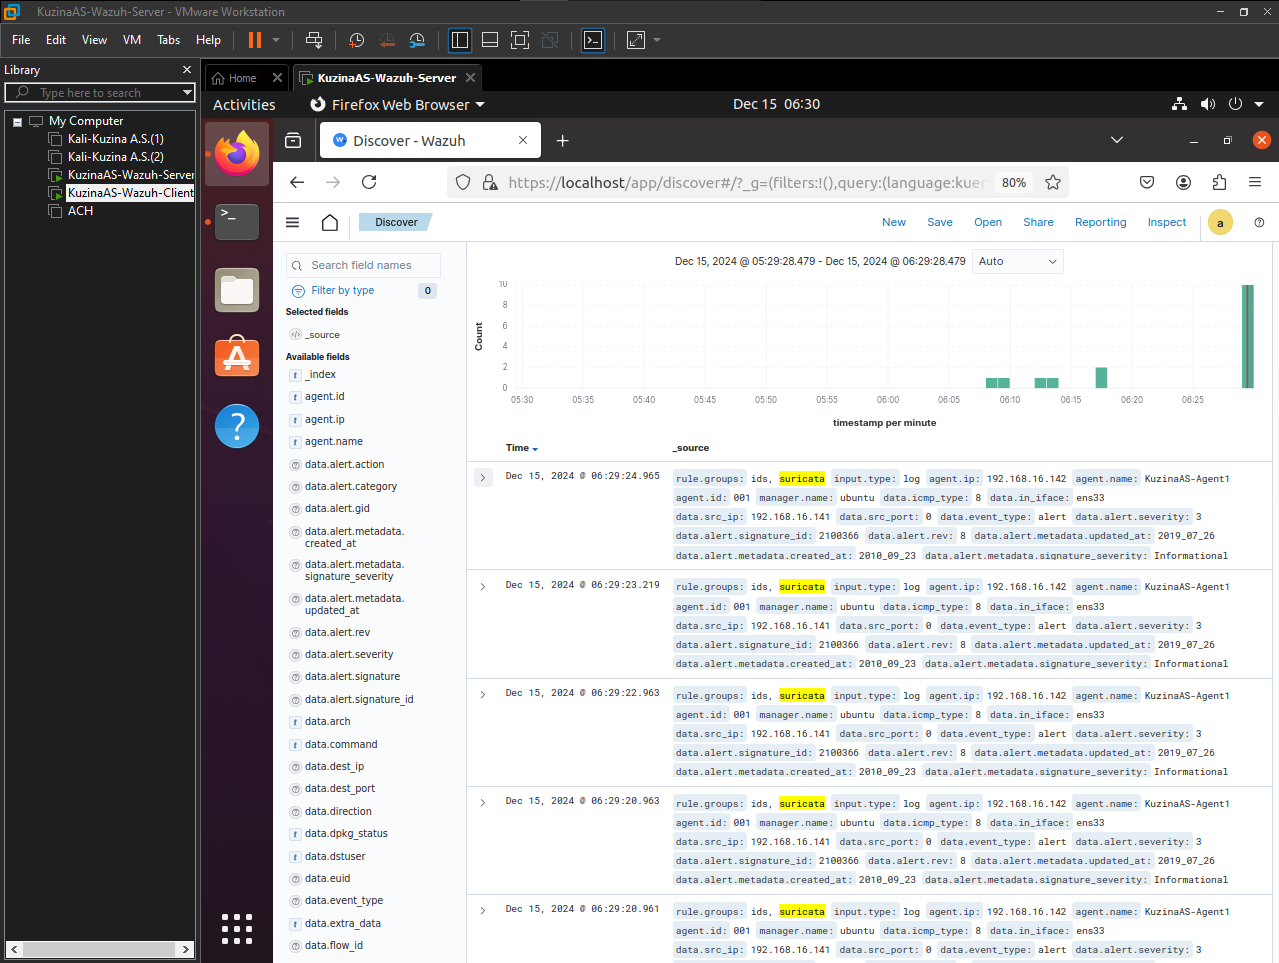 KuzinaAS-Wazuh-Server - VMware Workstation
File Edit View VM Tabs Help
Library
Type here to search
My Computer
Kali-Kuzina A.S.(1)
Kali-Kuzina A.S.(2)
KuzinaAS-Wazuh-Server
KuzinaAS-Wazuh-Client
ACH
Home KuzinaAS-Wazuh-Server
Activities Firefox Web Browser Dec 15 06:30
Discover - Wazuh
https://localhost/app/discover#/?_g=(filters:!(),query:(language:kuer 80%
Discover New Save Open Share Reporting Inspect a
Search field names
Filter by type 0
Selected fields
_source
Available fields
_index
agent.id
agent.ip
agent.name
data.alert.action
data.alert.category
data.alert.gid
data.alert.metadata.
created_at
data.alert.metadata.
signature_severity
data.alert.metadata.
updated_at
data.alert.rev
data.alert.severity
data.alert.signature
data.alert.signature_id
data.arch
data.command
data.dest_ip
data.dest_port
data.direction
data.dpkg_status
data.dstuser
data.euid
data.event_type
data.extra_data
data.flow_id
Dec 15, 2024 @ 05:29:28.479 - Dec 15, 2024 @ 06:29:28.479 Auto
Count
10
8
6
4
2
0
05:30 05:35 05:40 05:45 05:50 05:55 06:00 06:05 06:10 06:15 06:20 06:25
timestamp per minute
Time _source
Dec 15, 2024 @ 06:29:24.965 rule.groups: ids, suricata input.type: log agent.ip: 192.168.16.142 agent.name: KuzinaAS-Agent1
agent.id: 001 manager.name: ubuntu data.icmp_type: 8 data.in_iface: ens33
data.src_ip: 192.168.16.141 data.src_port: 0 data.event_type: alert data.alert.severity: 3
data.alert.signature_id: 2100366 data.alert.rev: 8 data.alert.metadata.updated_at: 2019_07_26
data.alert.metadata.created_at: 2010_09_23 data.alert.metadata.signature_severity: Informational
Dec 15, 2024 @ 06:29:23.219 rule.groups: ids, suricata input.type: log agent.ip: 192.168.16.142 agent.name: KuzinaAS-Agent1
agent.id: 001 manager.name: ubuntu data.icmp_type: 8 data.in_iface: ens33
data.src_ip: 192.168.16.141 data.src_port: 0 data.event_type: alert data.alert.severity: 3
data.alert.signature_id: 2100366 data.alert.rev: 8 data.alert.metadata.updated_at: 2019_07_26
data.alert.metadata.created_at: 2010_09_23 data.alert.metadata.signature_severity: Informational
Dec 15, 2024 @ 06:29:22.963 rule.groups: ids, suricata input.type: log agent.ip: 192.168.16.142 agent.name: KuzinaAS-Agent1
agent.id: 001 manager.name: ubuntu data.icmp_type: 8 data.in_iface: ens33
data.src_ip: 192.168.16.141 data.src_port: 0 data.event_type: alert data.alert.severity: 3
data.alert.signature_id: 2100366 data.alert.rev: 8 data.alert.metadata.updated_at: 2019_07_26
data.alert.metadata.created_at: 2010_09_23 data.alert.metadata.signature_severity: Informational
Dec 15, 2024 @ 06:29:20.963 rule.groups: ids, suricata input.type: log agent.ip: 192.168.16.142 agent.name: KuzinaAS-Agent1
agent.id: 001 manager.name: ubuntu data.icmp_type: 8 data.in_iface: ens33
data.src_ip: 192.168.16.141 data.src_port: 0 data.event_type: alert data.alert.severity: 3
data.alert.signature_id: 2100366 data.alert.rev: 8 data.alert.metadata.updated_at: 2019_07_26
data.alert.metadata.created_at: 2010_09_23 data.alert.metadata.signature_severity: Informational
Dec 15, 2024 @ 06:29:20.961 rule.groups: ids, suricata input.type: log agent.ip: 192.168.16.142 agent.name: KuzinaAS-Agent1
agent.id: 001 manager.name: ubuntu data.icmp_type: 8 data.in_iface: ens33
data.src_ip: 192.168.16.141 data.src_port: 0 data.event_type: alert data.alert.severity: 3